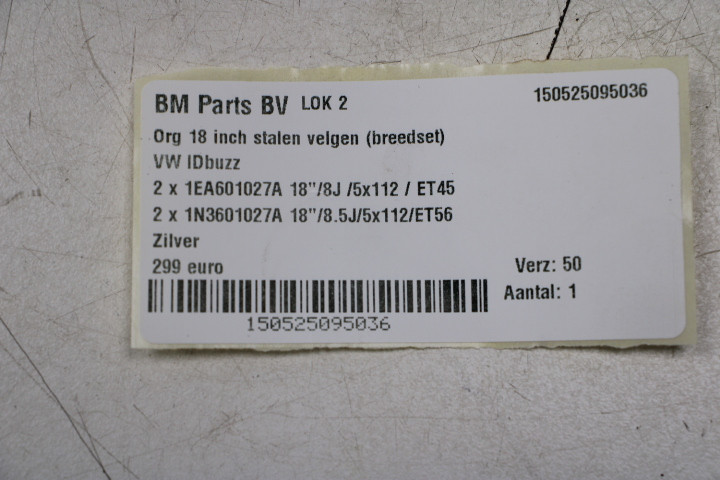 BM Parts BV LOK 2 150525095036
Org 18 inch stalen velgen (breedset)
VW IDbuzz
2 x 1EA601027A 18"/8J /5x112 / ET45
2 x 1N3601027A 18"/8.5J/5x112/ET56
Zilver
299 euro Verz: 50
Aantal: 1
150525095036